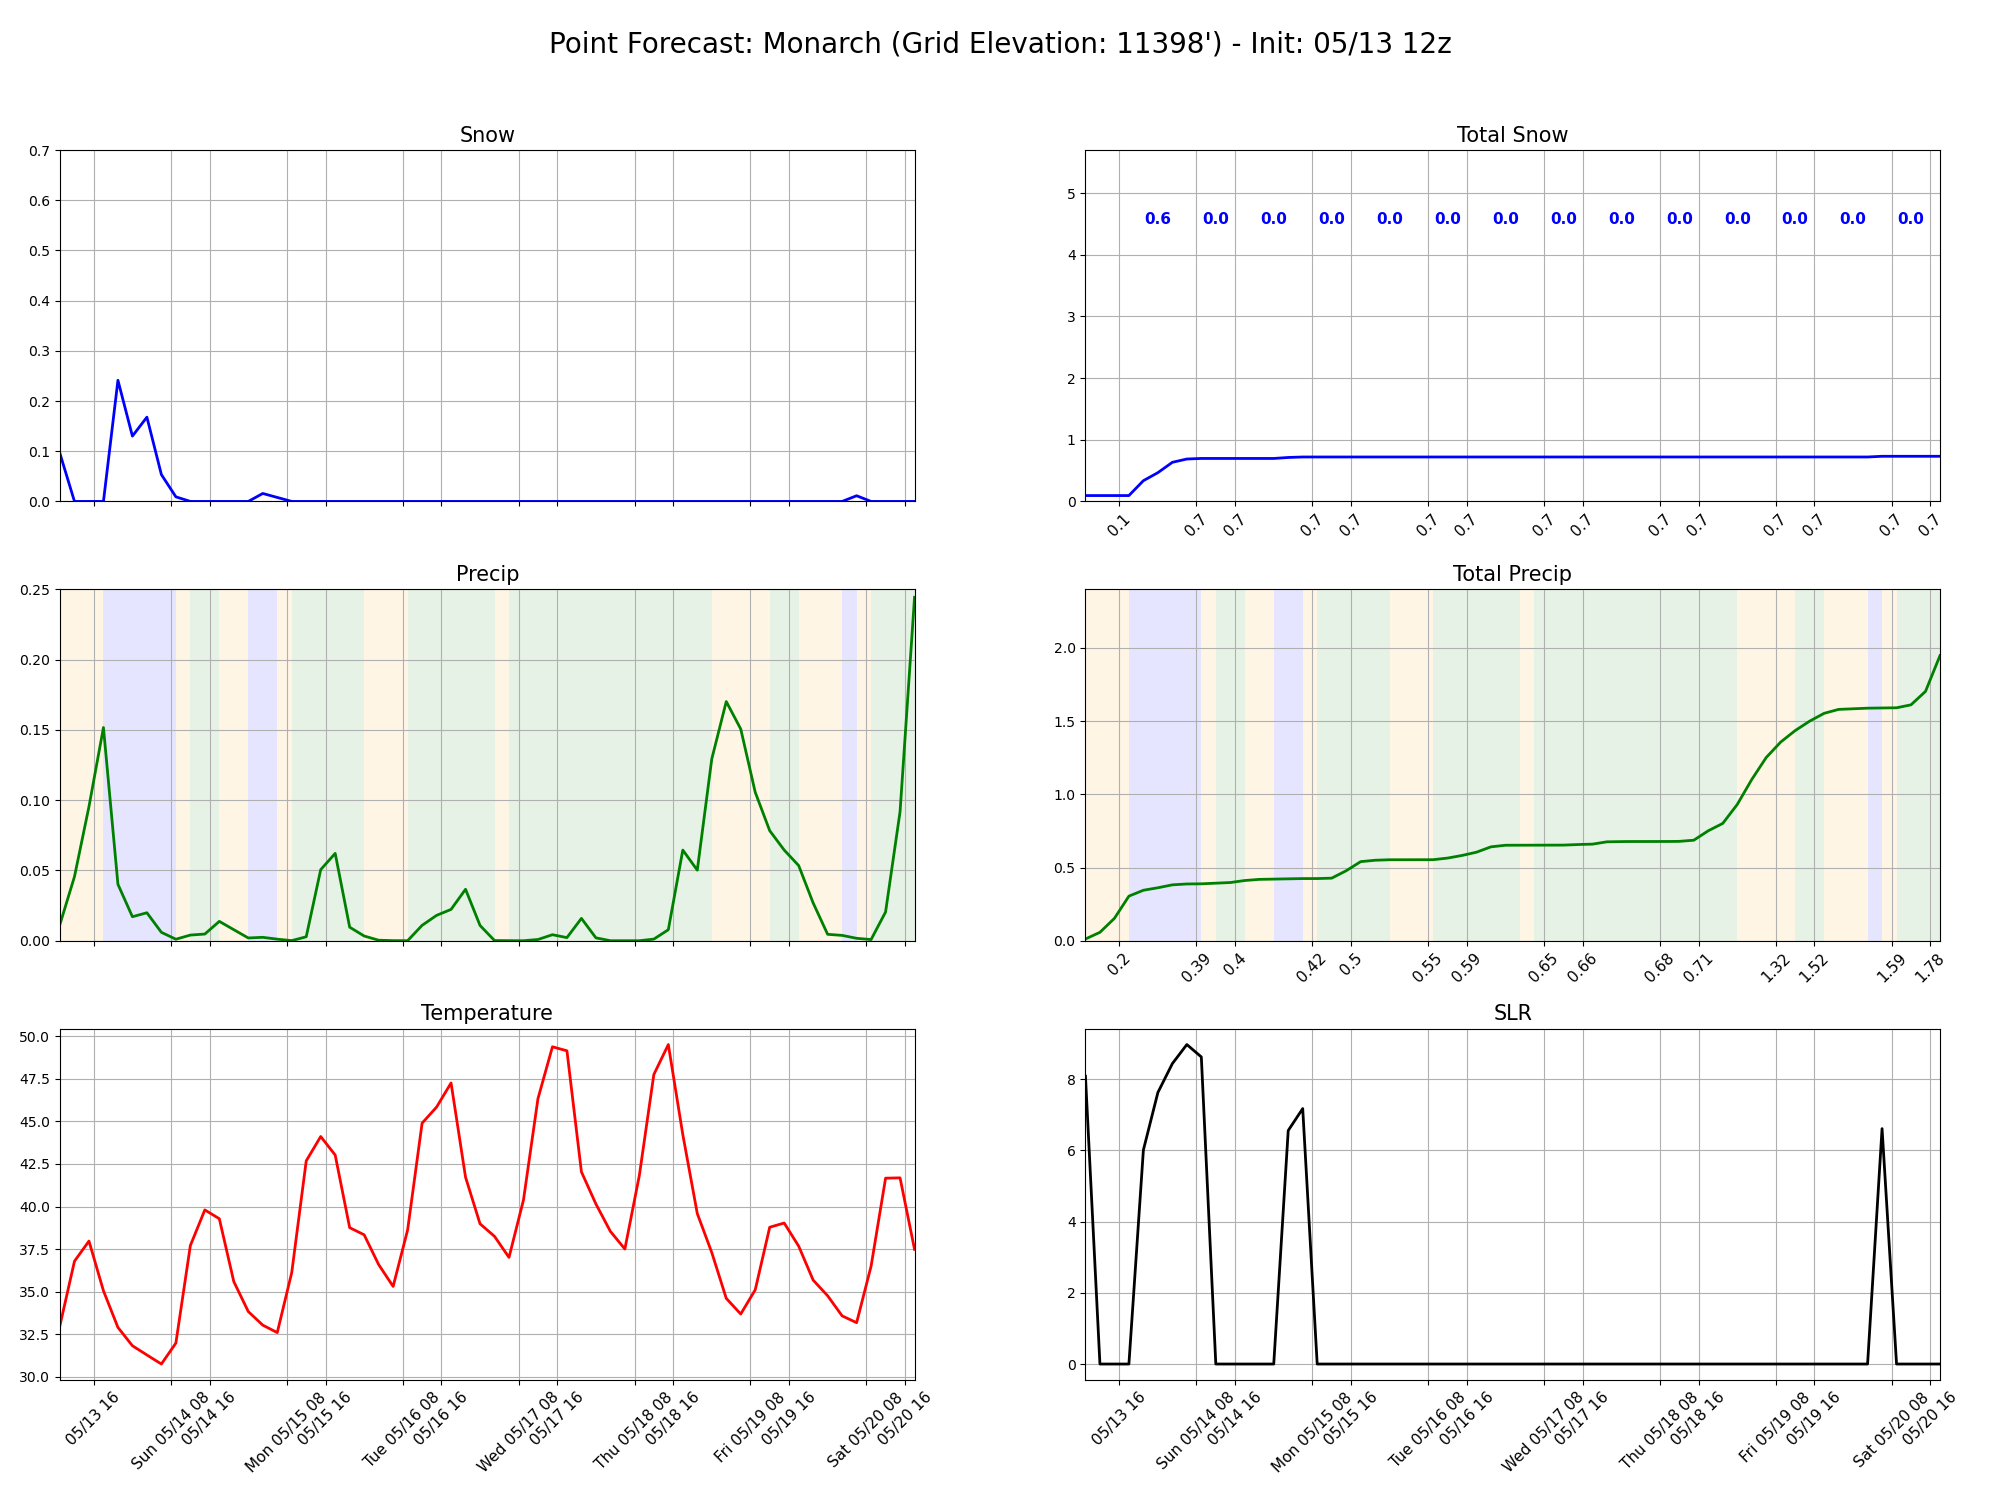 Point Forecast: Monarch (Grid Elevation: 11398') - Init: 05/13 12z
Snow
0.7
0.6
0.5
0.4
0.3
0.2
0.1
0.0
Total Snow
5
4
3
2
1
0
0.6 0.0 0.0 0.0 0.0 0.0 0.0 0.0 0.0 0.0 0.0 0.0 0.0 0.0
0.1 0.7 0.7 0.7 0.7 0.7 0.7 0.7 0.7 0.7 0.7 0.7 0.7 0.7 0.7
Precip
0.25
0.20
0.15
0.10
0.05
0.00
Total Precip
2.0
1.5
1.0
0.5
0.0
0.2 0.39 0.4 0.42 0.5 0.55 0.59 0.65 0.66 0.68 0.71 1.32 1.52 1.59 1.78
Temperature
50.0
47.5
45.0
42.5
40.0
37.5
35.0
32.5
30.0
05/13 16
Sun 05/14 08
05/14 16
Mon 05/15 08
05/15 16
Tue 05/16 08
05/16 16
Wed 05/17 08
05/17 16
Thu 05/18 08
05/18 16
Fri 05/19 08
05/19 16
Sat 05/20 08
05/20 16
SLR
8
6
4
2
0
05/13 16
Sun 05/14 08
05/14 16
Mon 05/15 08
05/15 16
Tue 05/16 08
05/16 16
Wed 05/17 08
05/17 16
Thu 05/18 08
05/18 16
Fri 05/19 08
05/19 16
Sat 05/20 08
05/20 16